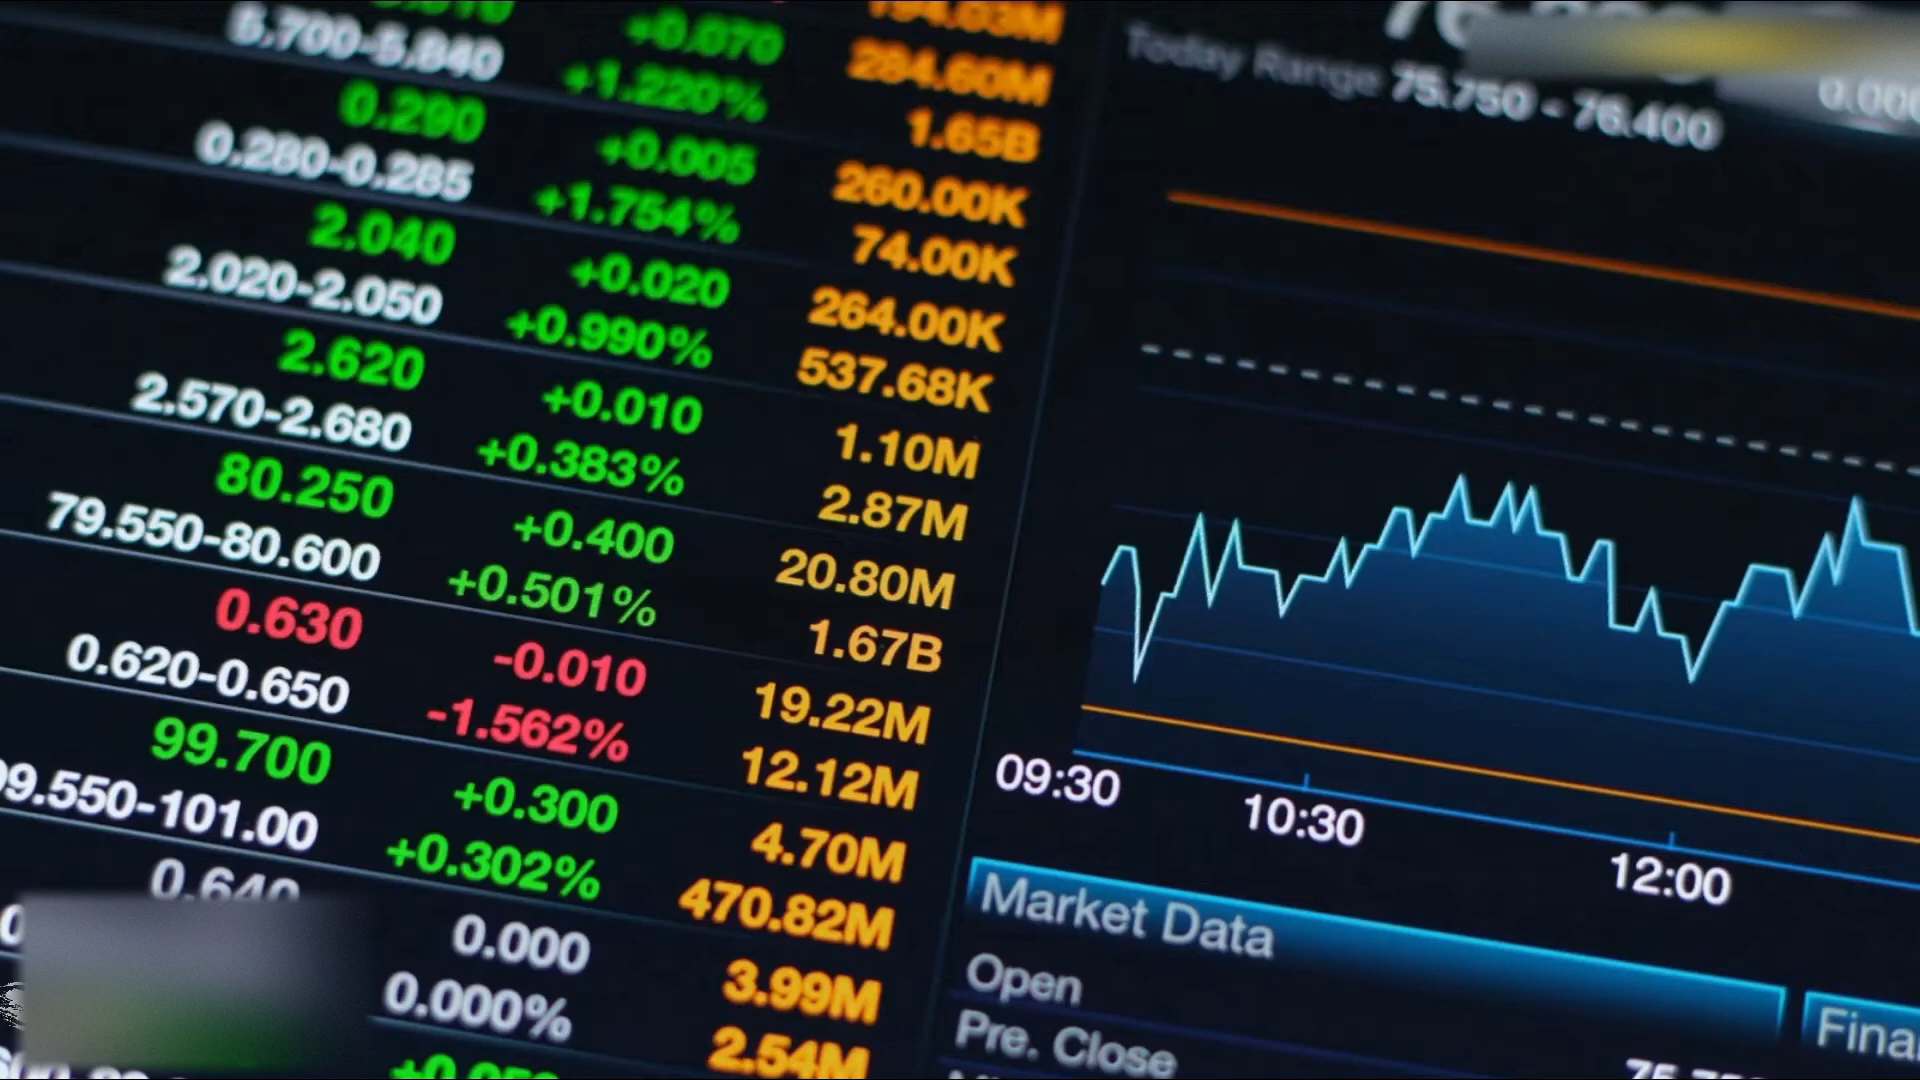 +0.070
5.700-5.840
+1.220%
284.60M
0.290
1.65B
0.280-0.285
+0.005
+1.754%
260.00K
2.040
74.00K
2.020-2.050
+0.020
+0.990%
264.00K
2.620
537.68K
2.570-2.680
+0.010
+0.383%
1.10M
80.250
2.87M
79.550-80.600
+0.400
+0.501%
20.80M
0.630
1.67B
0.620-0.650
-0.010
-1.562%
19.22M
99.700
12.12M
99.550-101.00
+0.300
+0.302%
4.70M
0.640
470.82M
0.000
0.000%
3.99M
2.54M
Today Range 75.750 - 76.400
09:30
10:30
12:00
Market Data
Open
Pre. Close